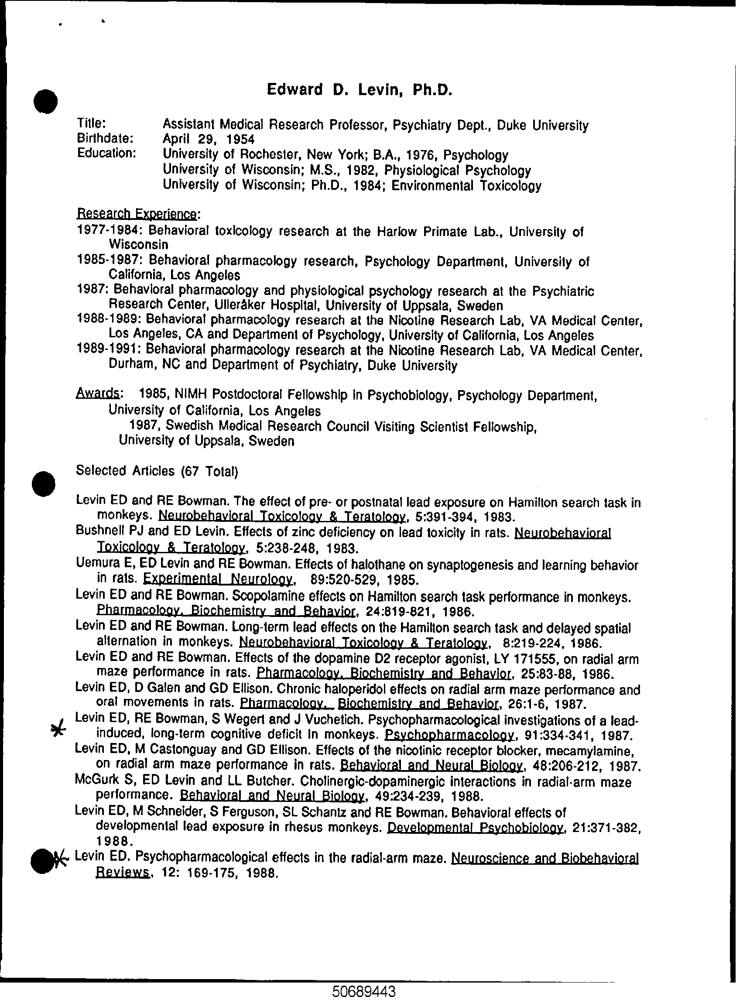 Edward D. Levin, Ph.D.
Title: Assistant Medical Research Professor, Psychiatry Dept., Duke University
Birthdate: April 29, 1954
Education: University of Rochester, New York; B.A., 1976, Psychology
University of Wisconsin; M.S., 1982, Physiological Psychology
University of Wisconsin; Ph.D., 1984; Environmental Toxicology
Research Experience:
1977-1984: Behavioral toxicology research at the Harlow Primate Lab., University of
Wisconsin
1985-1987: Behavioral pharmacology research, Psychology Department, University of
California, Los Angeles
1987: Behavioral pharmacology and physiological psychology research at the Psychiatric
Research Center, Ulleråker Hospital, University of Uppsala, Sweden
1988-1989: Behavioral pharmacology research at the Nicotine Research Lab, VA Medical Center,
Los Angeles, CA and Department of Psychology, University of California, Los Angeles
1989-1991: Behavioral pharmacology research at the Nicotine Research Lab, VA Medical Center,
Durham, NC and Department of Psychiatry, Duke University
Awards: 1985, NIMH Postdoctoral Fellowship in Psychobiology, Psychology Department,
University of California, Los Angeles
1987, Swedish Medical Research Council Visiting Scientist Fellowship,
University of Uppsala, Sweden
Selected Articles (67 Total)
Levin ED and RE Bowman. The effect of pre- or postnatal lead exposure on Hamilton search task in
monkeys. Neurobehavioral Toxicology & Teratology, 5:391-394, 1983.
Bushnell PJ and ED Levin. Effects of zinc deficiency on lead toxicity in rats. Neurobehavioral
Toxicology & Teratology, 5:238-248, 1983.
Uemura E, ED Levin and RE Bowman. Effects of halothane on synaptogenesis and learning behavior
in rats. Experimental Neurology, 89:520-529, 1985.
Levin ED and RE Bowman. Scopolamine effects on Hamilton search task performance in monkeys.
Pharmacology, Biochemistry and Behavior, 24:819-821, 1986.
Levin ED and RE Bowman. Long-term lead effects on the Hamilton search task and delayed spatial
alternation in monkeys. Neurobehavioral Toxicology & Teratology, 8:219-224, 1986.
Levin ED and RE Bowman. Effects of the dopamine D2 receptor agonist, LY 171555, on radial arm
maze performance in rats. Pharmacology, Biochemistry and Behavior, 25:83-88, 1986.
Levin ED, D Galen and GD Ellison. Chronic haloperidol effects on radial arm maze performance and
oral movements in rats. Pharmacology, Biochemistry and Behavior, 26:1-6, 1987.
Levin ED, RE Bowman, S Wegert and J Vuchetich. Psychopharmacological investigations of a lead-
induced, long-term cognitive deficit in monkeys. Psychopharmacology, 91:334-341, 1987.
Levin ED, M Castonguay and GD Ellison. Effects of the nicotinic receptor blocker, mecamylamine,
on radial arm maze performance in rats. Behavioral and Neural Biology, 48:206-212, 1987.
McGurk S, ED Levin and LL Butcher. Cholinergic-dopaminergic interactions in radial-arm maze
performance. Behavioral and Neural Biology, 49:234-239, 1988.
Levin ED, M Schneider, S Ferguson, SL Schantz and RE Bowman. Behavioral effects of
developmental lead exposure in rhesus monkeys. Developmental Psychobiology, 21:371-382,
1988.
Levin ED. Psychopharmacological effects in the radial-arm maze. Neuroscience and Biobehavioral
Reviews, 12: 169-175, 1988.
50689443